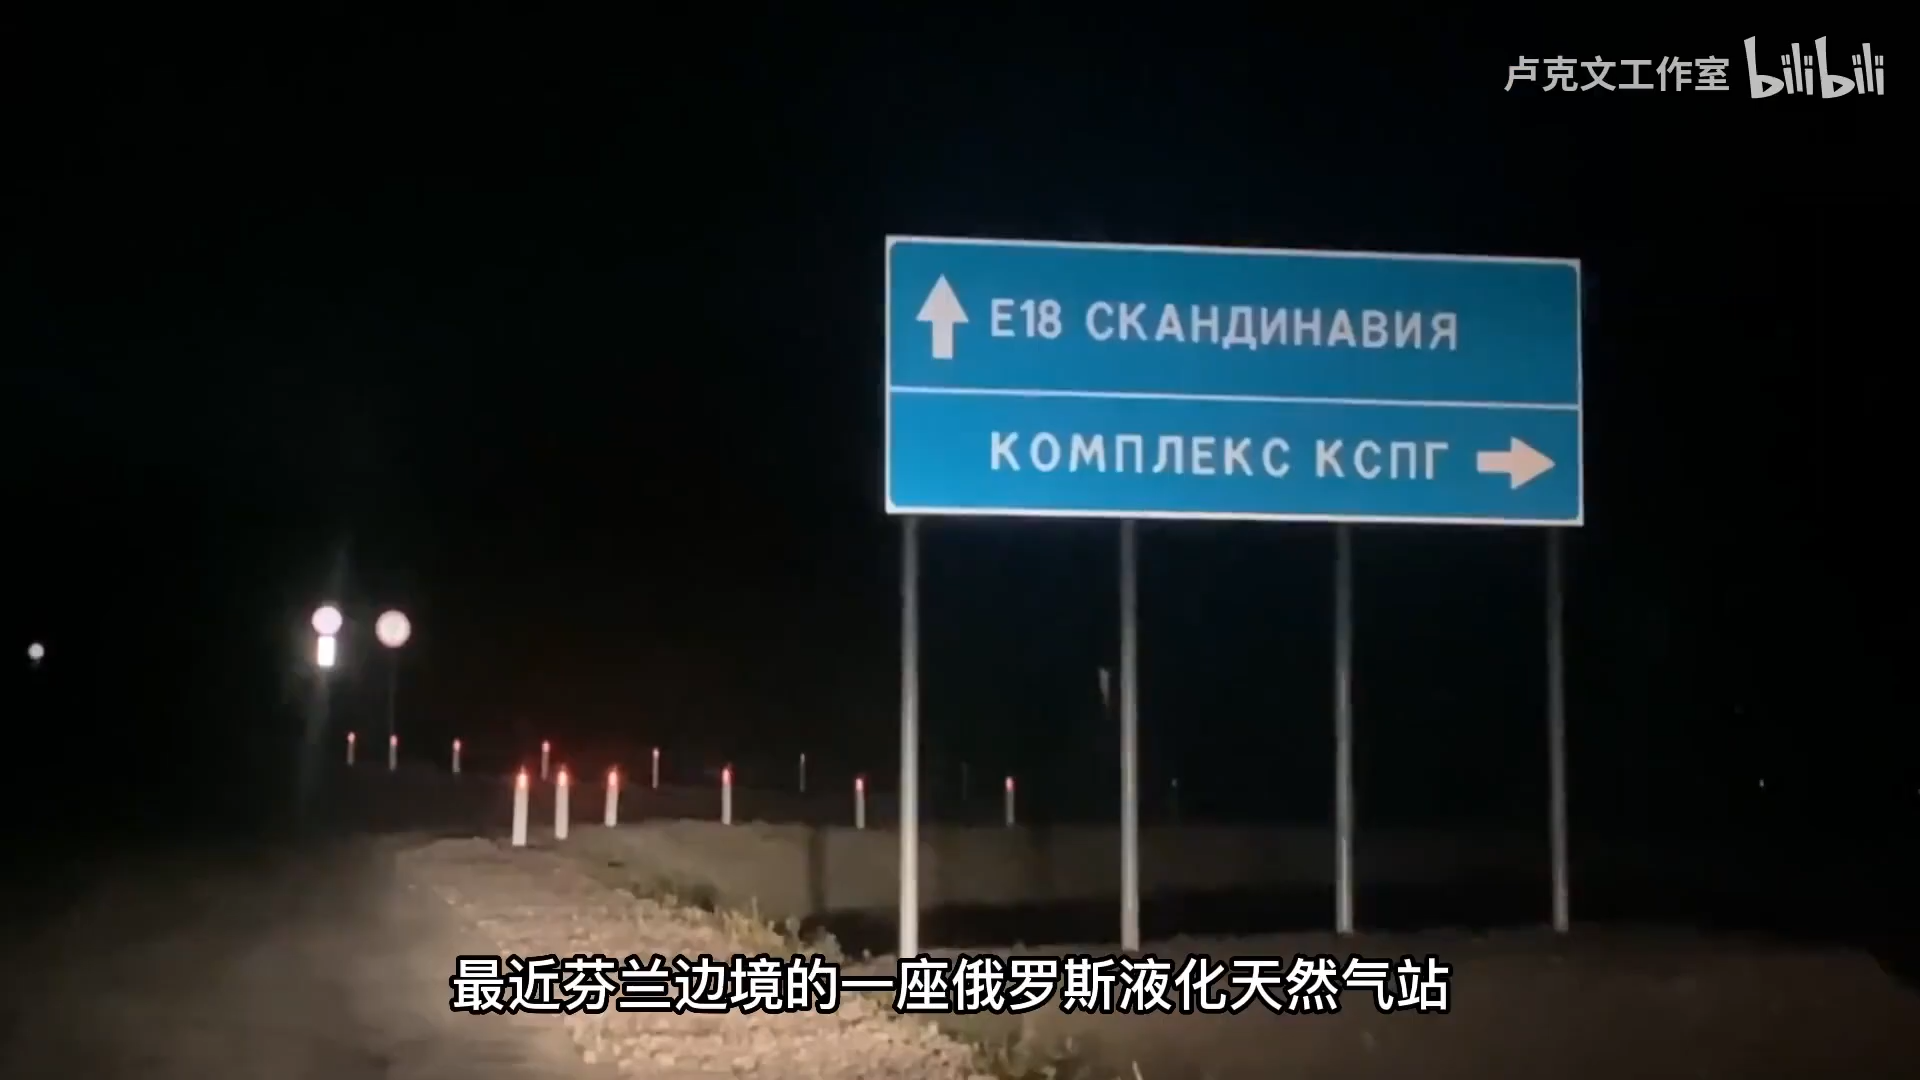 卢克文工作室 bilibili
Е18 СКАНДИНАВИЯ
КОМПЛЕКС КСПГ
最近芬兰边境的一座俄罗斯液化天然气站